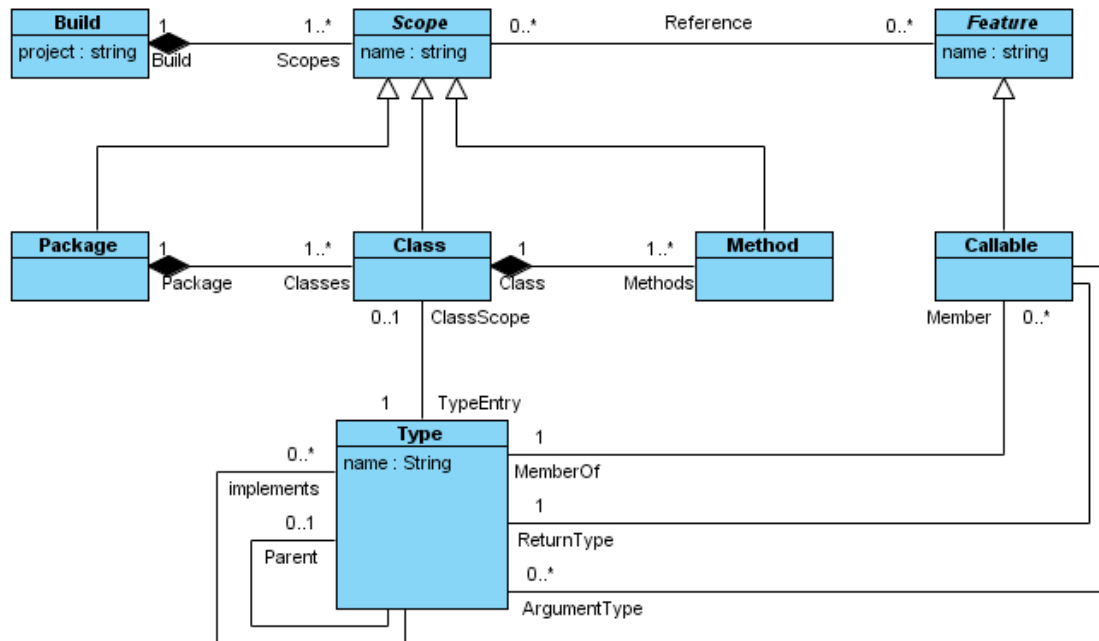 Build
project : string
1
Build
1..*
Scopes
Scope
name : string
0..*
Reference
0..*
Feature
name : string
Package
1
Package
1..*
Classes
Class
1
Class
1..*
Methods
Method
Callable
0..1
ClassScope
Member
0..*
1
TypeEntry
Type
name : String
0..*
implements
0..1
Parent
1
MemberOf
1
ReturnType
0..*
ArgumentType